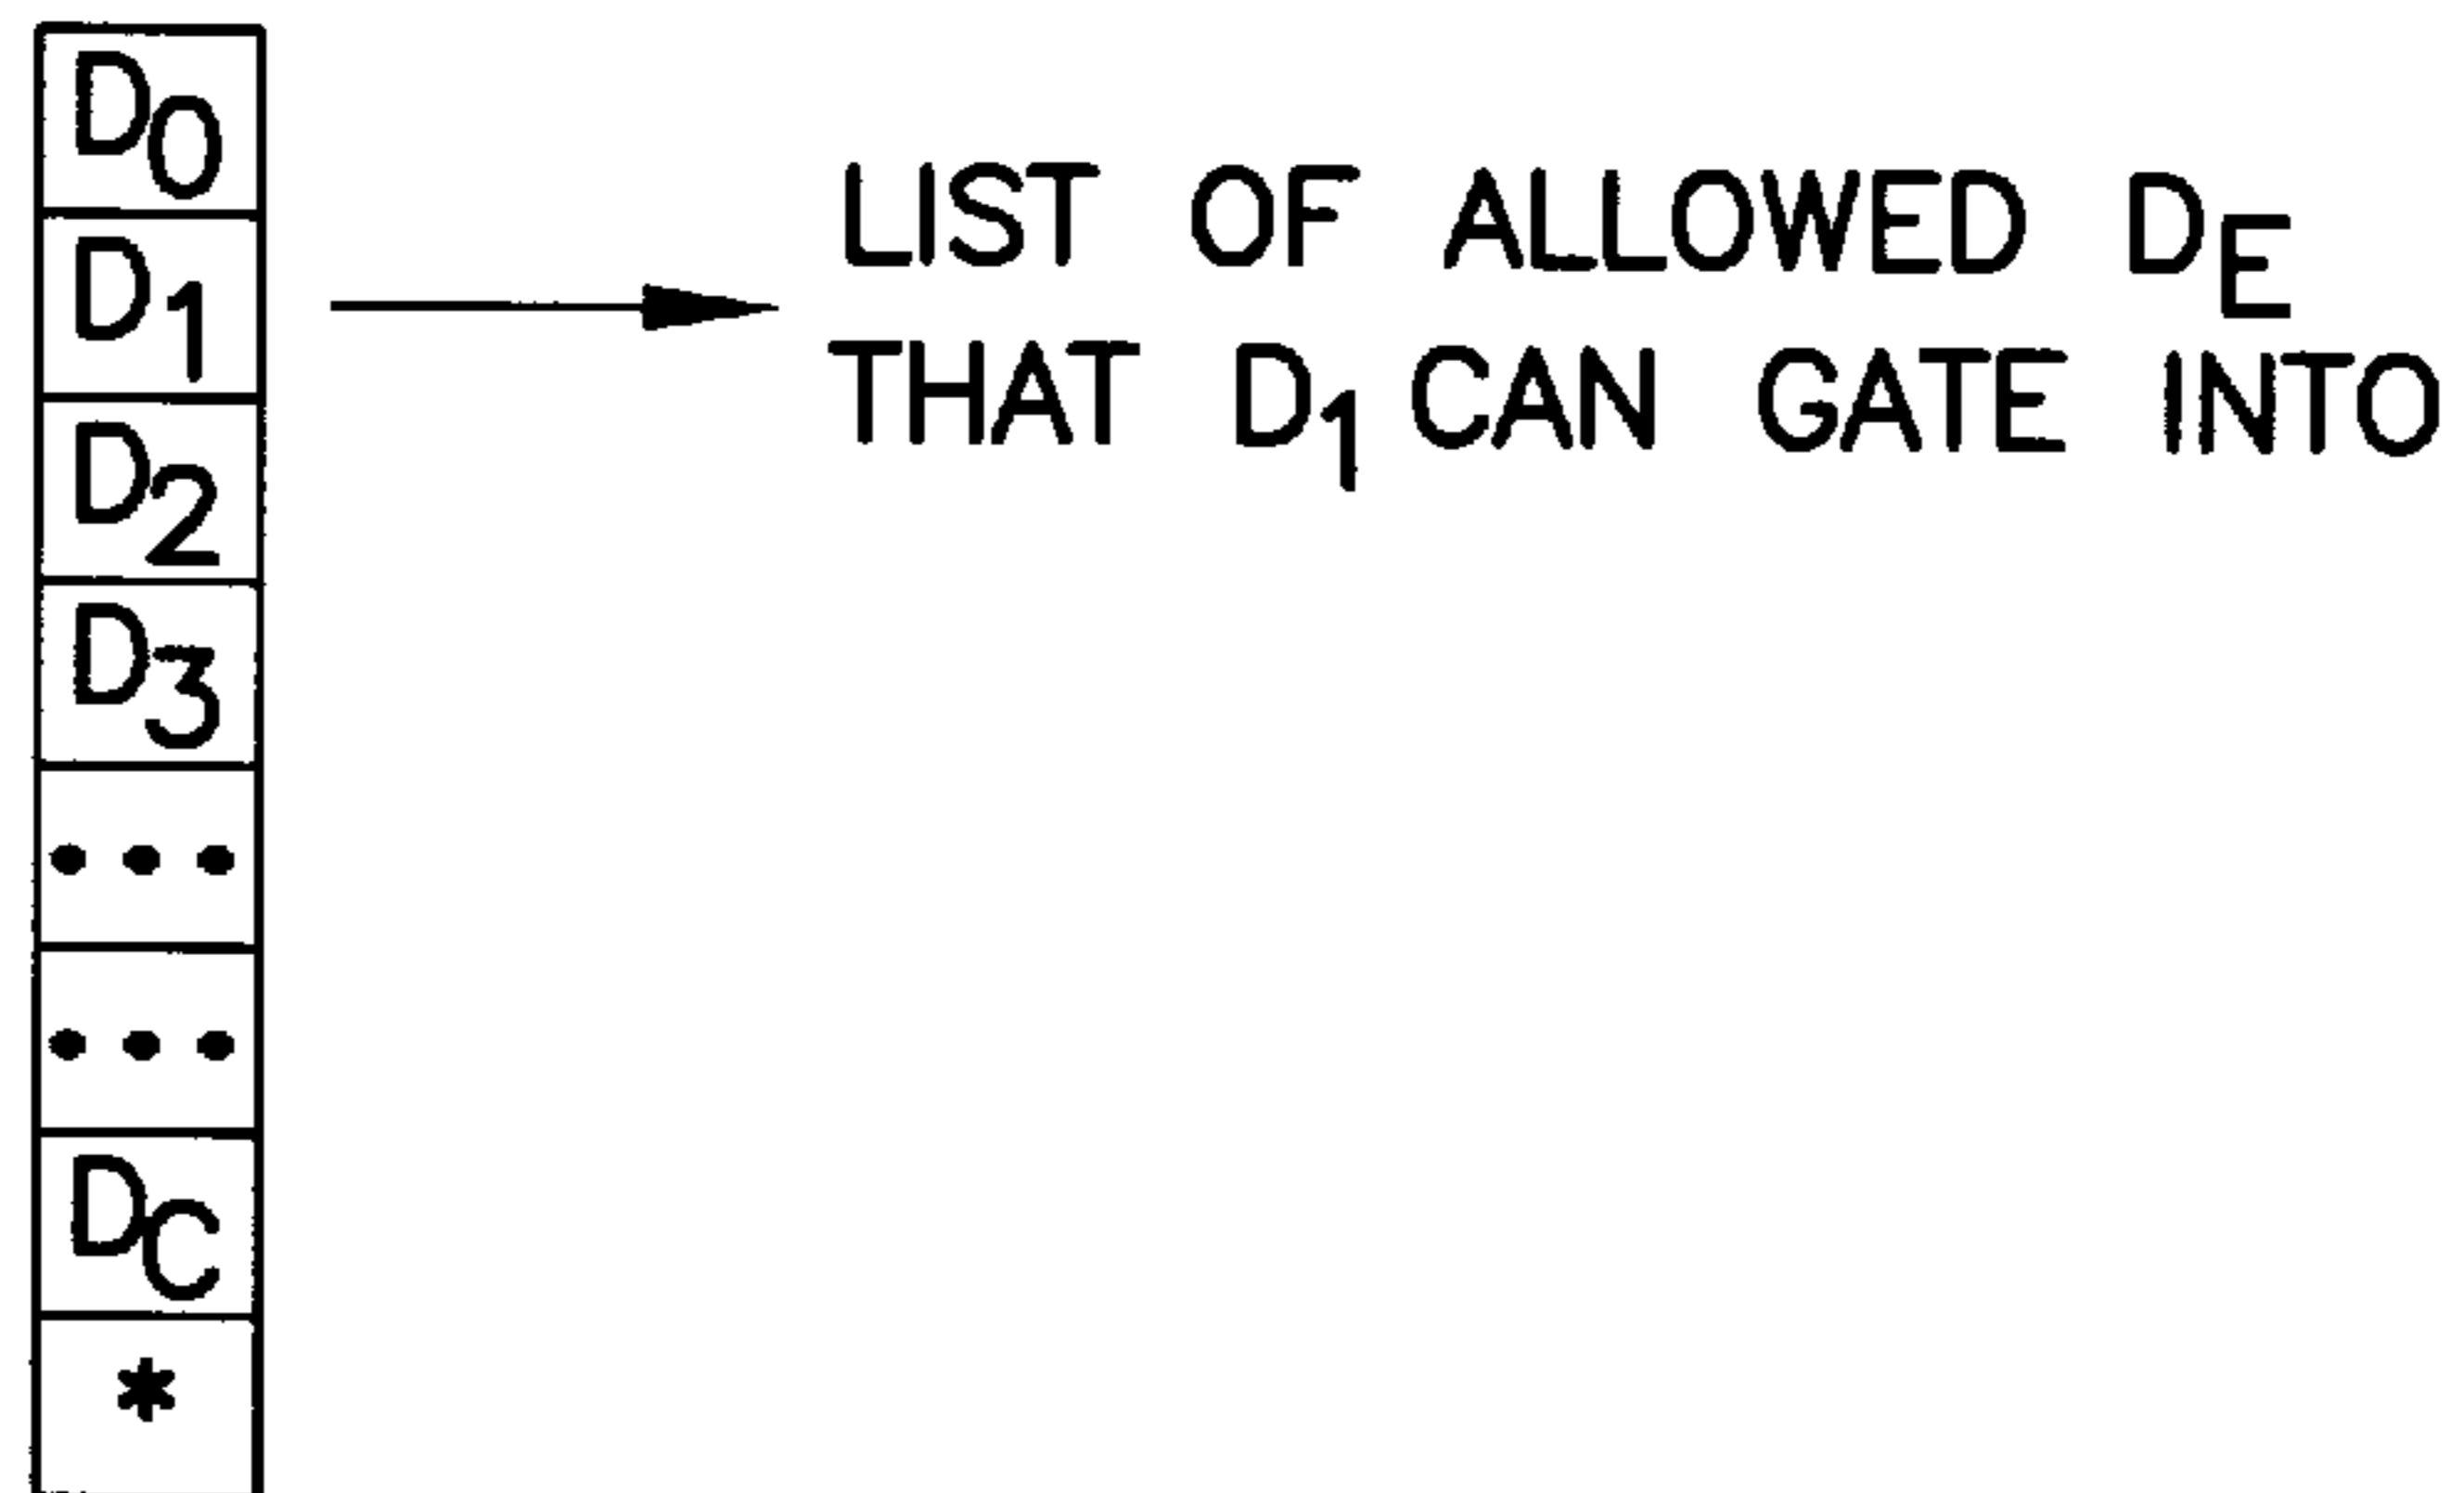 D0
D1
D2
D3
...
...
DC
*
LIST OF ALLOWED DE
THAT D1 CAN GATE INTO